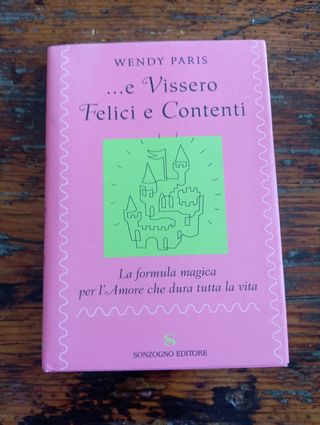 WENDY PARIS
...e Vissero
Felici e Contenti
La formula magica
per l'Amore che dura tutta la vita
S
SONZOGNO EDITORE